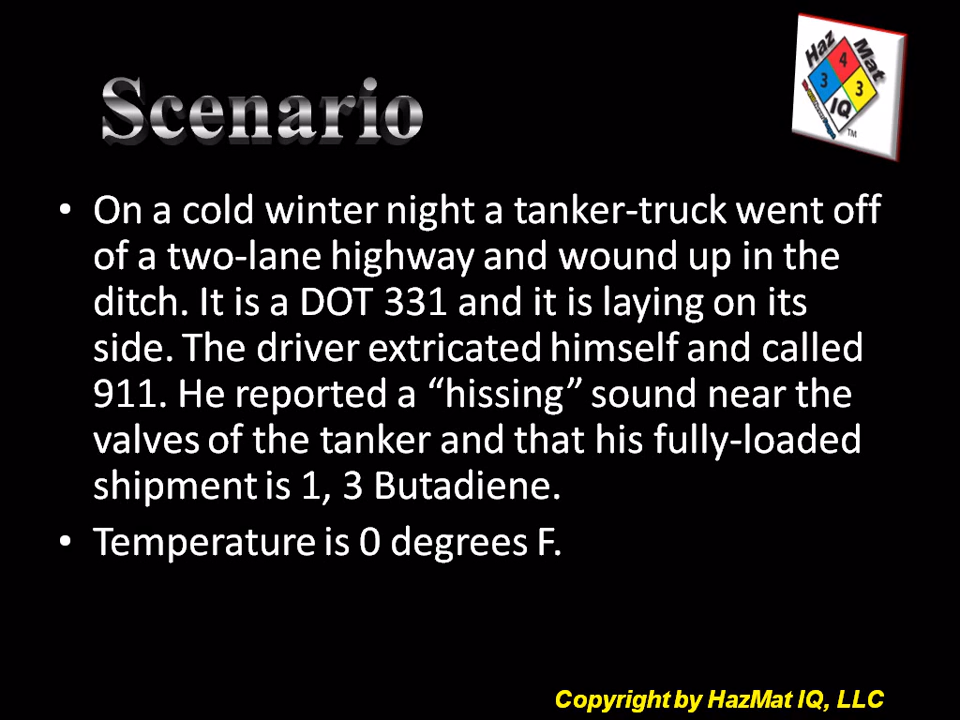 Haz Mat
4
3 3
IQ
TM
Scenario
• On a cold winter night a tanker-truck went off
of a two-lane highway and wound up in the
ditch. It is a DOT 331 and it is laying on its
side. The driver extricated himself and called
911. He reported a “hissing” sound near the
valves of the tanker and that his fully-loaded
shipment is 1, 3 Butadiene.
• Temperature is 0 degrees F.
Copyright by HazMat IQ, LLC